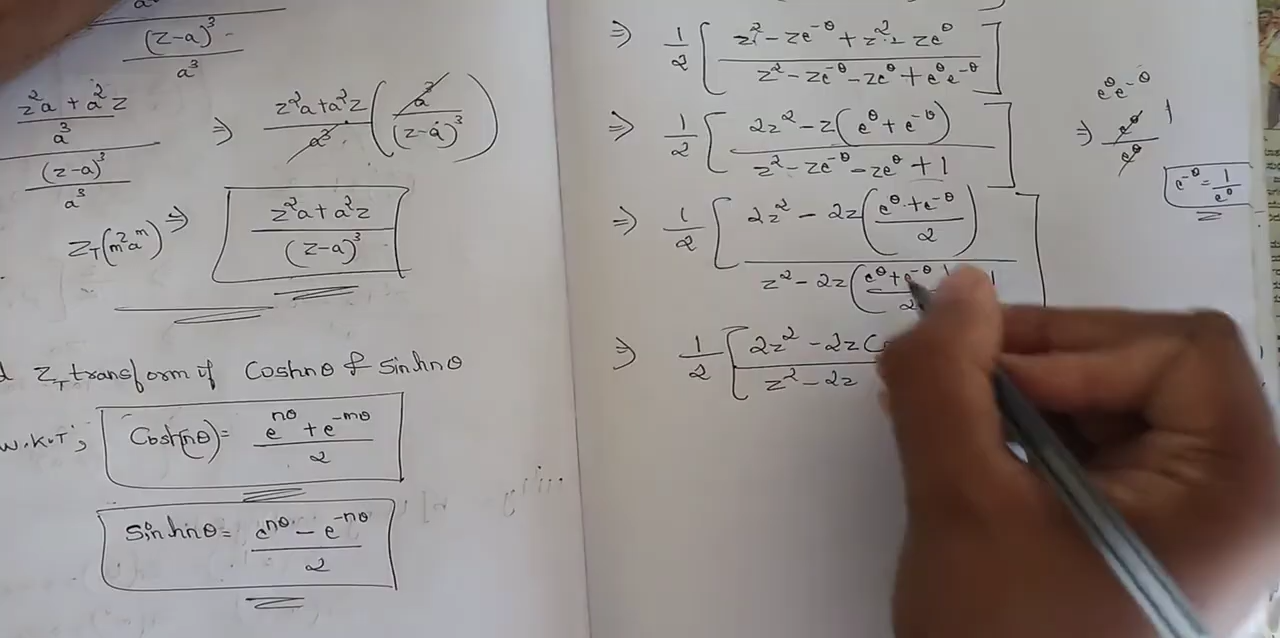 (z-a)³
a³
z²a + a²z
a³
(z-a)³
a³
⇒ z²a+a²z / a³ ( a³ / (z-a)³ )
Z_T(n²aⁿ) ⇒ z²a+a²z / (z-a)³
Z_T transform of Coshnθ & Sinhnθ
W.K.T; Cosh(nθ) = e^nθ + e^-nθ / 2
Sinhnθ = e^nθ - e^-nθ / 2
⇒ 1/2 [ z² - ze^-θ + z² - ze^θ / z² - ze^-θ - ze^θ + e^θ e^-θ ]
⇒ 1/2 [ 2z² - z(e^θ + e^-θ) / z² - ze^-θ - ze^θ + 1 ]
⇒ 1/2 [ 2z² - 2z( e^θ + e^-θ / 2 ) / z² - 2z( e^θ + e^-θ / 2
⇒ 1/2 [ 2z² - 2z / z² - 2z
e^θ e^-θ
⇒ e^θ / e^θ 1
e^-θ = 1 / e^θ